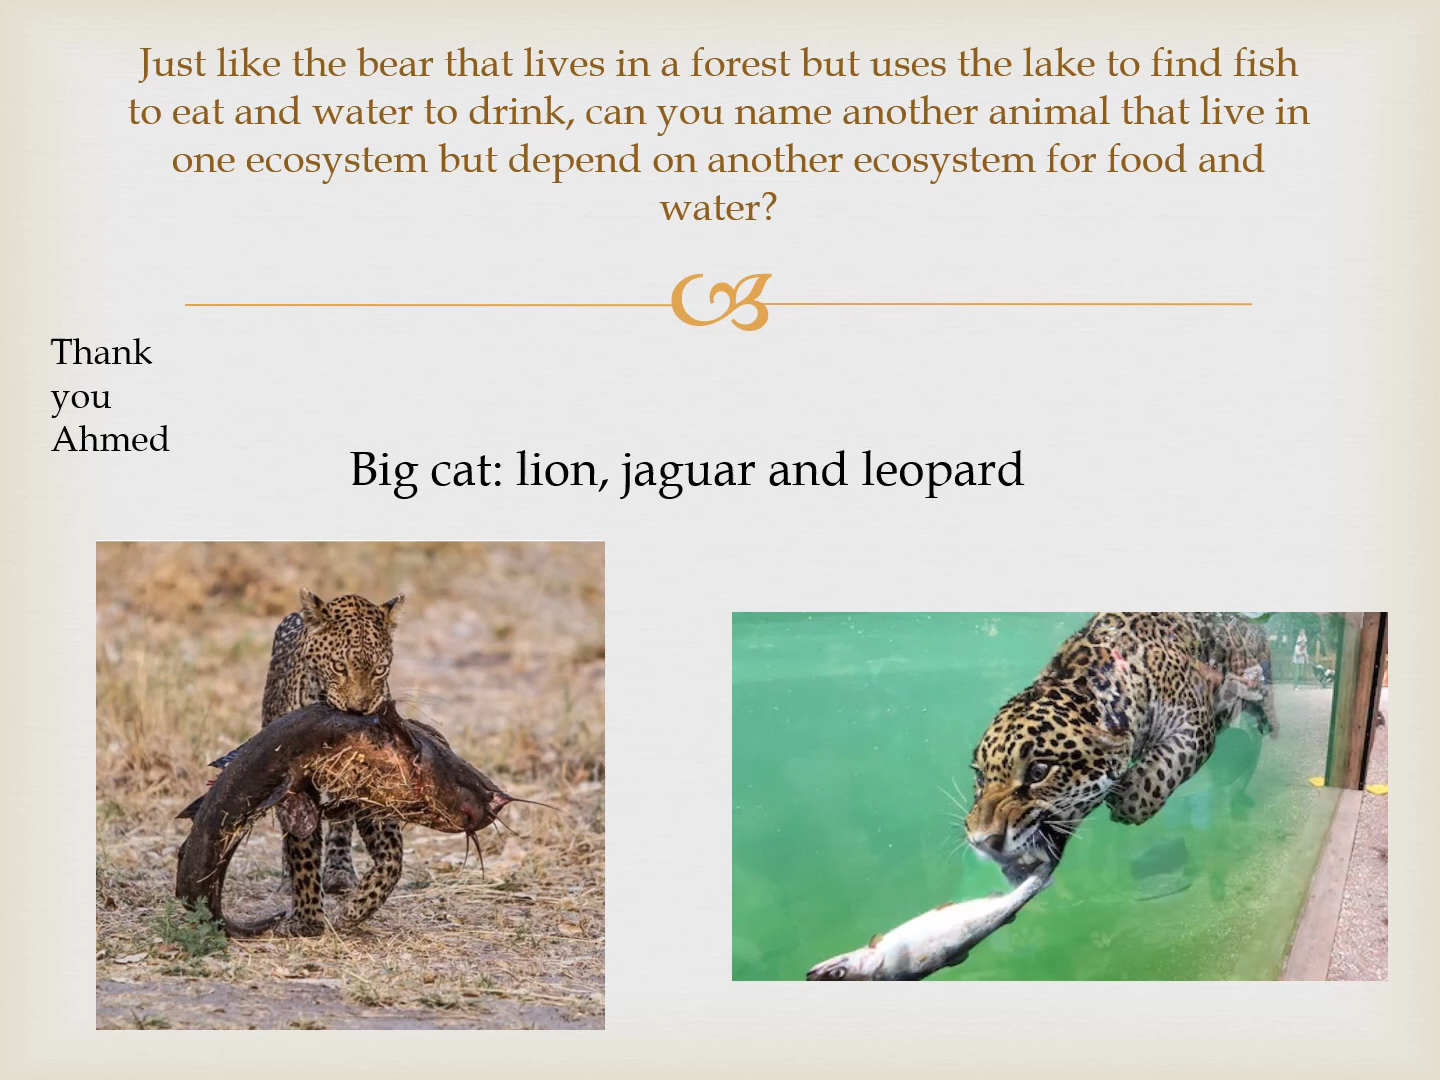 Just like the bear that lives in a forest but uses the lake to find fish
to eat and water to drink, can you name another animal that live in
one ecosystem but depend on another ecosystem for food and
water?
Thank
you
Ahmed
Big cat: lion, jaguar and leopard